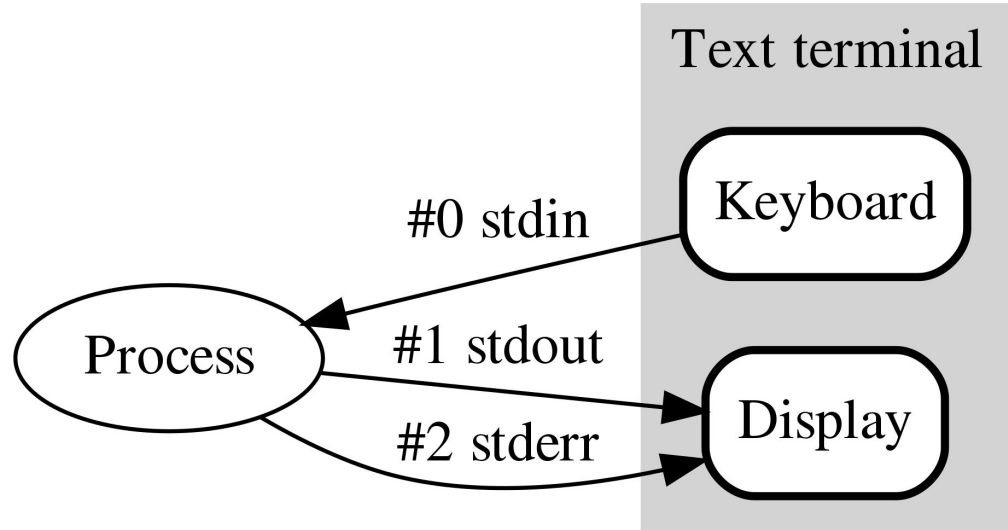 Text terminal
Keyboard
#0 stdin
Process
#1 stdout
Display
#2 stderr